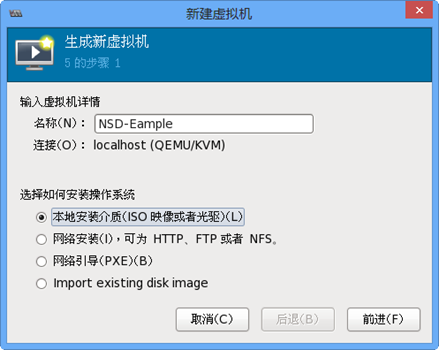 新建虚拟机
生成新虚拟机
5 的步骤 1
输入虚拟机详情
名称(N)： NSD-Eample
连接(O)： localhost (QEMU/KVM)
选择如何安装操作系统
本地安装介质(ISO 映像或者光驱)(L)
网络安装(I)，可为 HTTP、FTP 或者 NFS。
网络引导(PXE)(B)
Import existing disk image
取消(C) 后退(B) 前进(F)